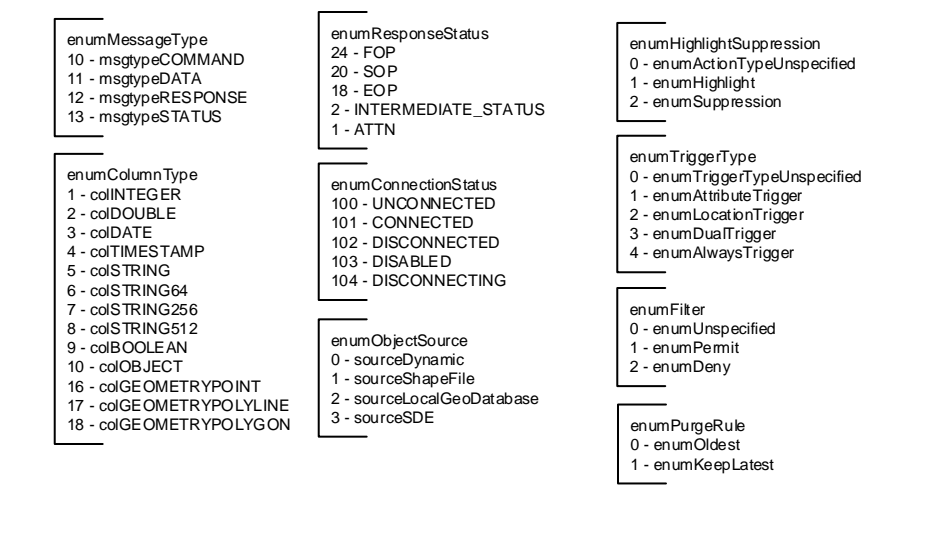 enumMessageType
10 - msgtypeCOMMAND
11 - msgtypeDATA
12 - msgtypeRESPONSE
13 - msgtypeSTATUS
enumColumnType
1 - colINTEGER
2 - colDOUBLE
3 - colDATE
4 - colTIMESTAMP
5 - colSTRING
6 - colSTRING64
7 - colSTRING256
8 - colSTRING512
9 - colBOOLEAN
10 - colOBJECT
16 - colGEOMETRYPOINT
17 - colGEOMETRYPOLYLINE
18 - colGEOMETRYPOLYGON
enumResponseStatus
24 - FOP
20 - SOP
18 - EOP
2 - INTERMEDIATE_STATUS
1 - ATTN
enumConnectionStatus
100 - UNCONNECTED
101 - CONNECTED
102 - DISCONNECTED
103 - DISABLED
104 - DISCONNECTING
enumObjectSource
0 - sourceDynamic
1 - sourceShapeFile
2 - sourceLocalGeoDatabase
3 - sourceSDE
enumHighlightSuppression
0 - enumActionTypeUnspecified
1 - enumHighlight
2 - enumSuppression
enumTriggerType
0 - enumTriggerTypeUnspecified
1 - enumAttributeTrigger
2 - enumLocationTrigger
3 - enumDualTrigger
4 - enumAlwaysTrigger
enumFilter
0 - enumUnspecified
1 - enumPermit
2 - enumDeny
enumPurgeRule
0 - enumOldest
1 - enumKeepLatest